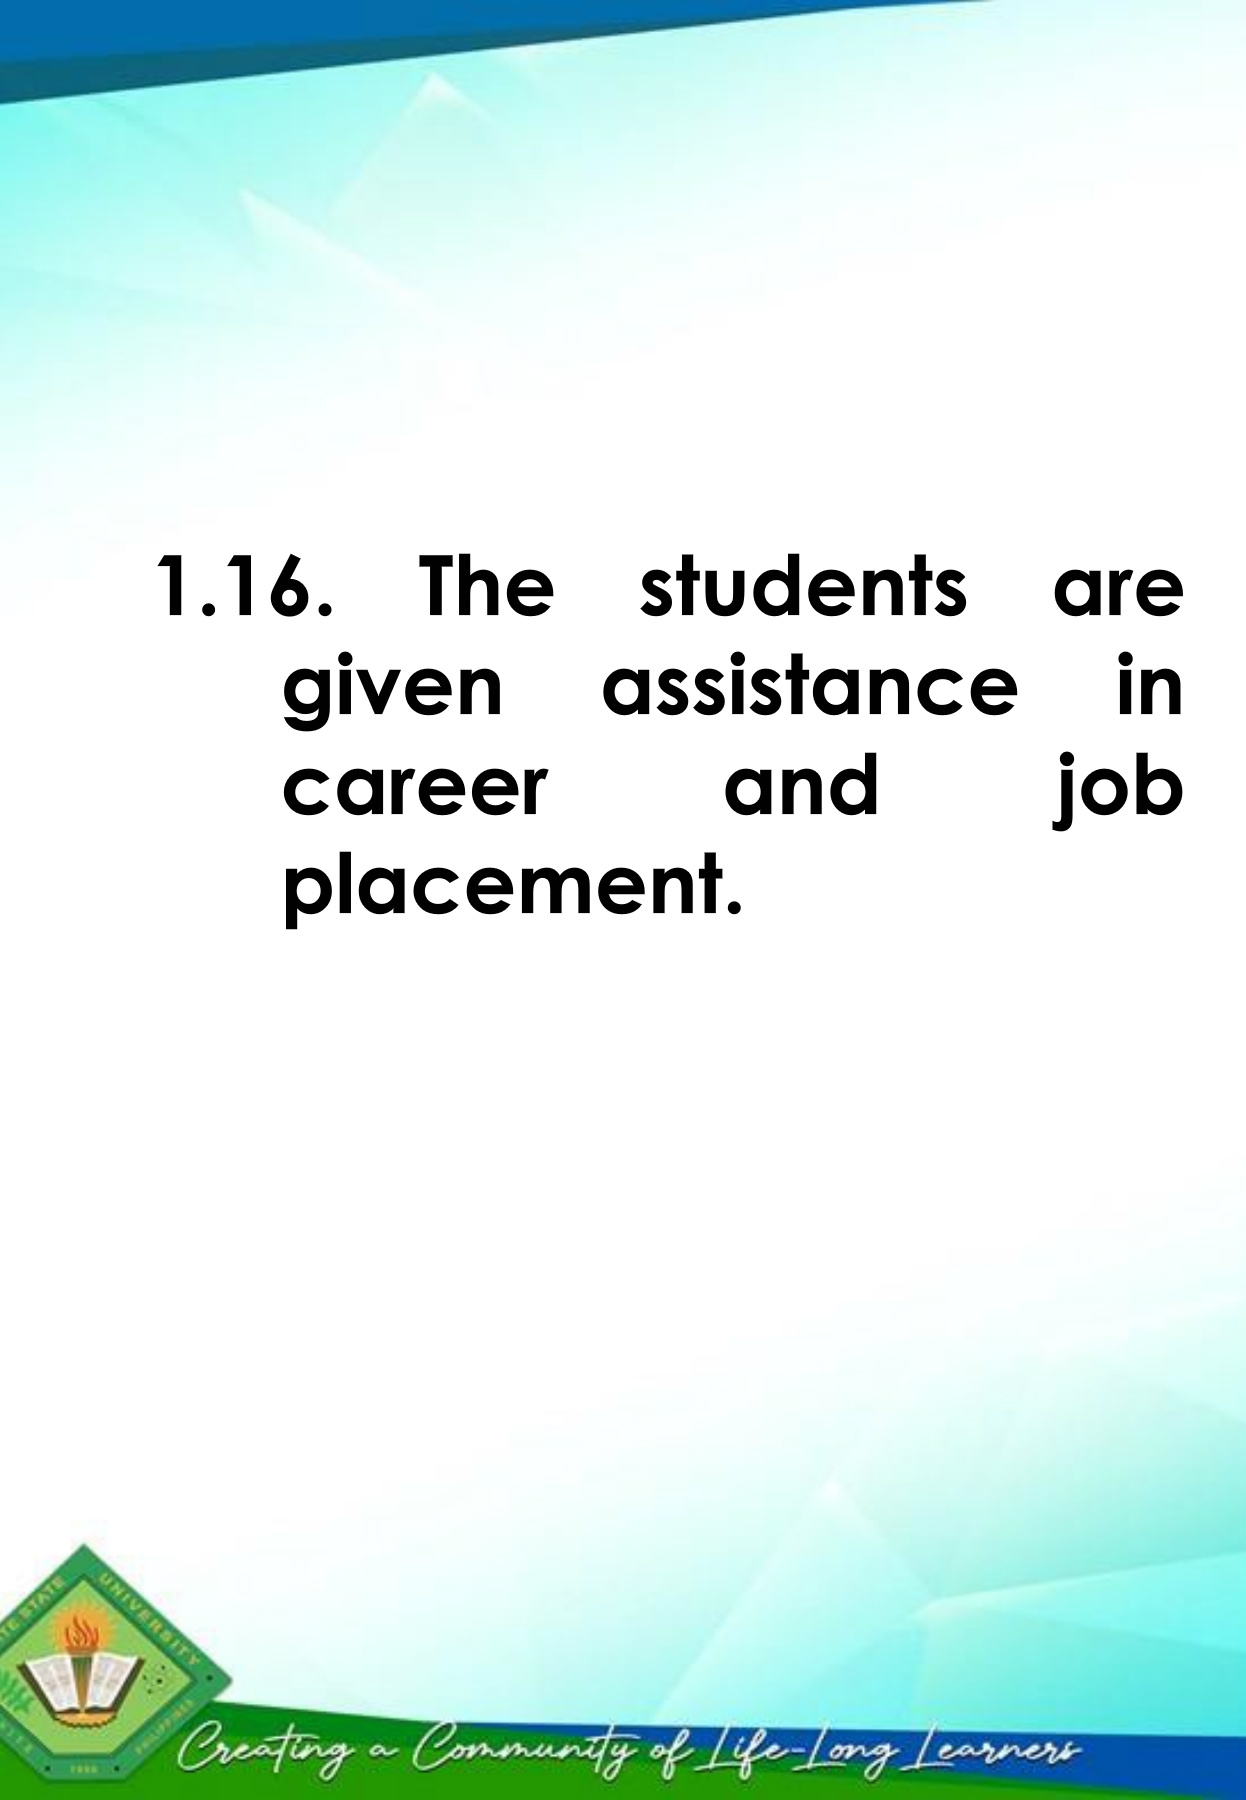 1.16. The students are
given assistance in
career and job
placement.
STATE UNIVERSITY
PHILIPPINES
Creating a Community of Life-Long Learners